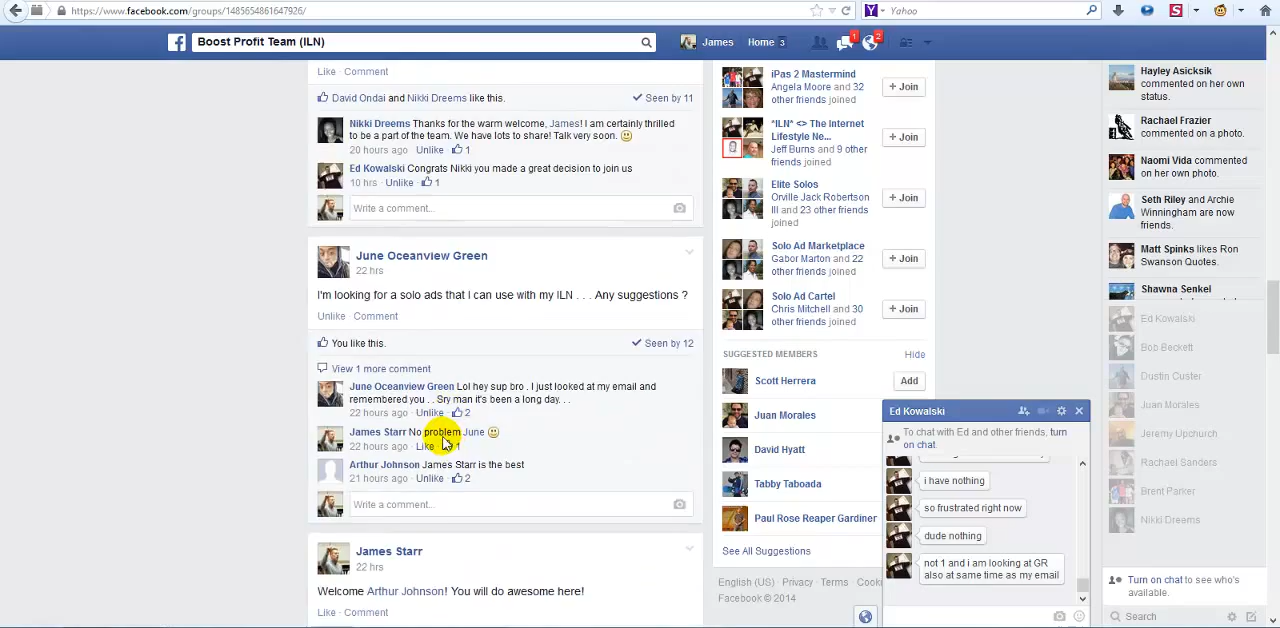 https://www.facebook.com/groups/1485654861647926/
Yahoo
Boost Profit Team (ILN)
James
Home 3
1
2
Like · Comment
David Ondai and Nikki Dreems like this.
Seen by 11
Nikki Dreems Thanks for the warm welcome, James! I am certainly thrilled
to be a part of the team. We have lots to share! Talk very soon.
20 hours ago · Unlike · 1
Ed Kowalski Congrats Nikki you made a great decision to join us
10 hrs · Unlike · 1
Write a comment...
June Oceanview Green
22 hrs
I'm looking for a solo ads that I can use with my ILN . . . Any suggestions ?
Unlike · Comment
You like this.
Seen by 12
View 1 more comment
June Oceanview Green Lol hey sup bro . I just looked at my email and
remembered you . . Sry man it's been a long day. . .
22 hours ago · Unlike · 2
James Starr No problem June
22 hours ago · Like · 1
Arthur Johnson James Starr is the best
21 hours ago · Unlike · 2
Write a comment...
James Starr
22 hrs
Welcome Arthur Johnson! You will do awesome here!
Like · Comment
iPas 2 Mastermind
Angela Moore and 32
other friends joined
+ Join
*ILN* <> The Internet
Lifestyle Ne...
Jeff Burns and 9 other
friends joined
+ Join
Elite Solos
Orville Jack Robertson
III and 23 other friends
joined
+ Join
Solo Ad Marketplace
Gabor Marton and 22
other friends joined
+ Join
Solo Ad Cartel
Chris Mitchell and 30
other friends joined
+ Join
SUGGESTED MEMBERS
Hide
Scott Herrera
Add
Juan Morales
David Hyatt
Tabby Taboada
Paul Rose Reaper Gardiner
See All Suggestions
English (US) · Privacy · Terms · Cook
Facebook © 2014
Ed Kowalski
To chat with Ed and other friends, turn
on chat.
i have nothing
so frustrated right now
dude nothing
not 1 and i am looking at GR
also at same time as my email
Hayley Asicksik
commented on her own
status.
Rachael Frazier
commented on a photo.
Naomi Vida commented
on her own photo.
Seth Riley and Archie
Winningham are now
friends.
Matt Spinks likes Ron
Swanson Quotes.
Shawna Senkel
Ed Kowalski
Bob Beckett
Dustin Custer
Juan Morales
Jeremy Upchurch
Rachael Sanders
Brent Parker
Nikki Dreems
Turn on chat to see who's
available.
Search